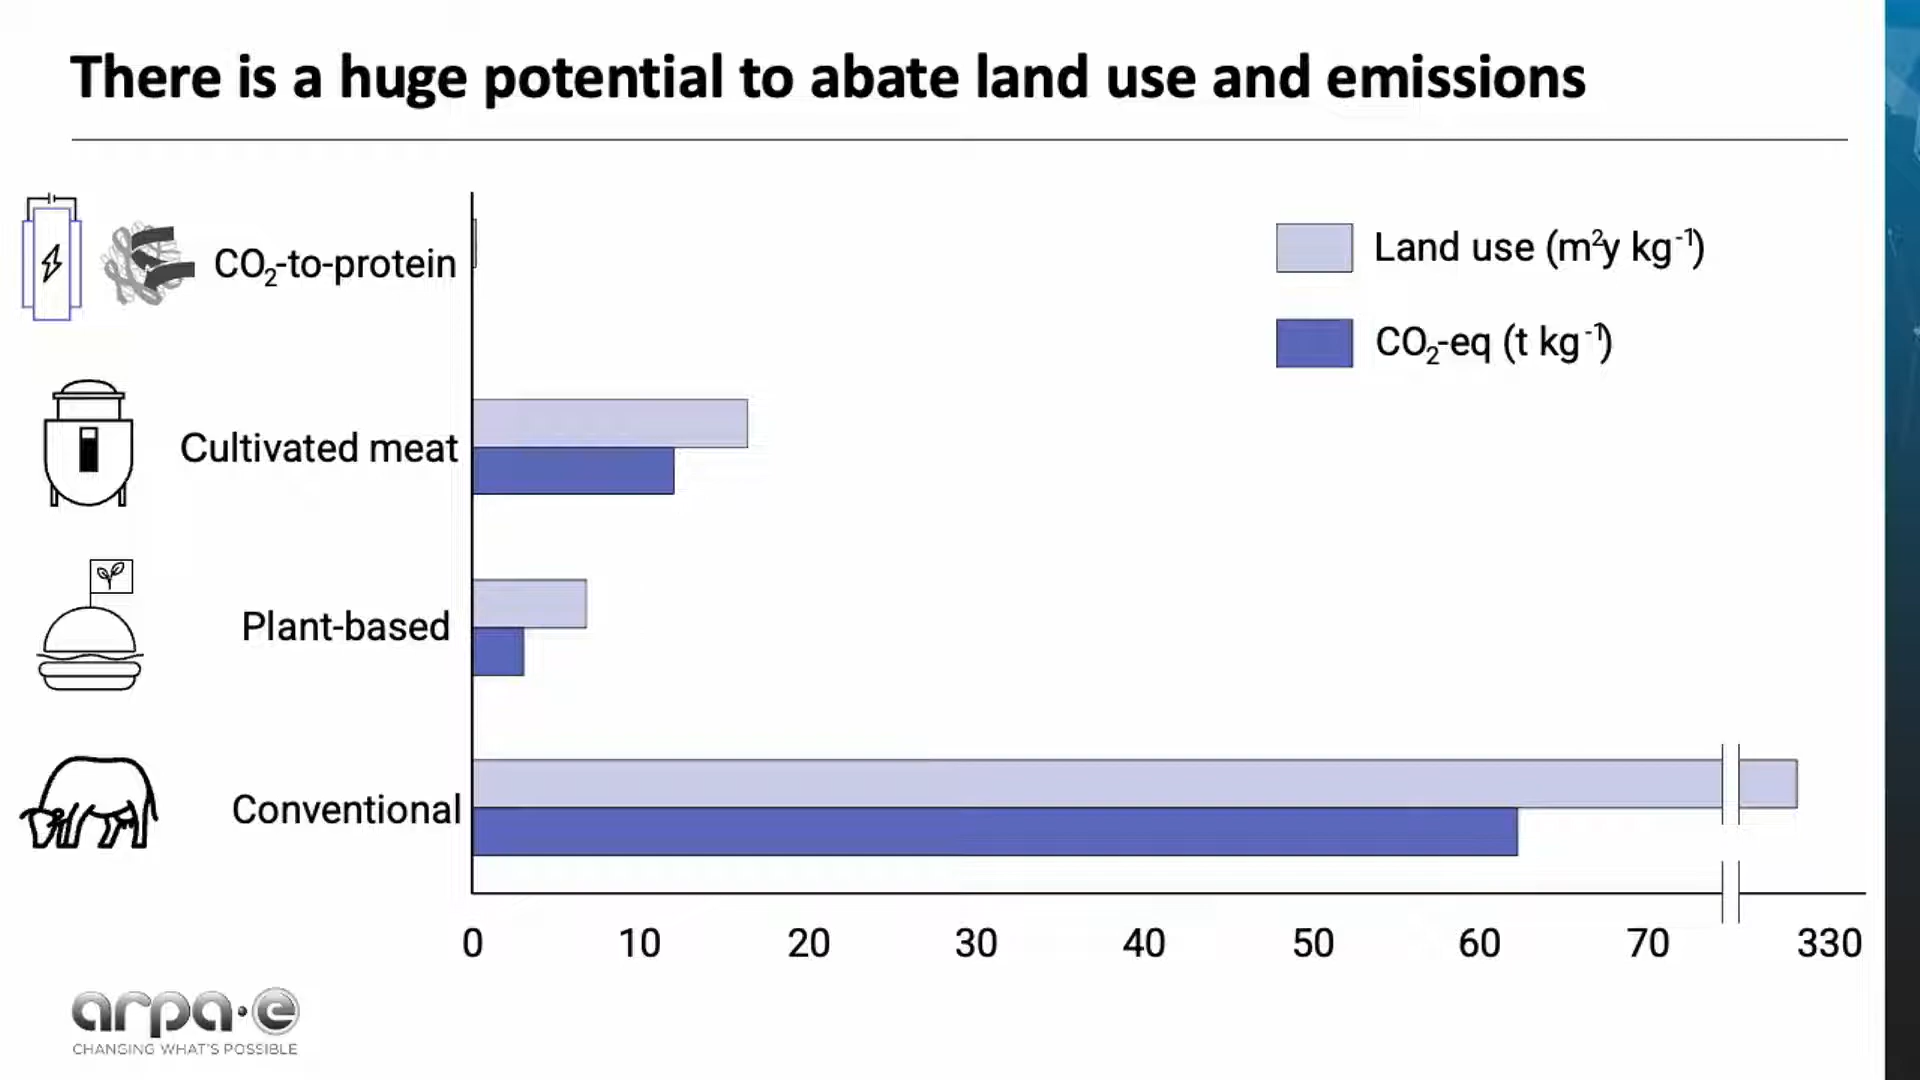 There is a huge potential to abate land use and emissions
CO₂-to-protein
Land use (m²y kg⁻¹)
CO₂-eq (t kg⁻¹)
Cultivated meat
Plant-based
Conventional
0 10 20 30 40 50 60 70 330
arpa·e
CHANGING WHAT'S POSSIBLE